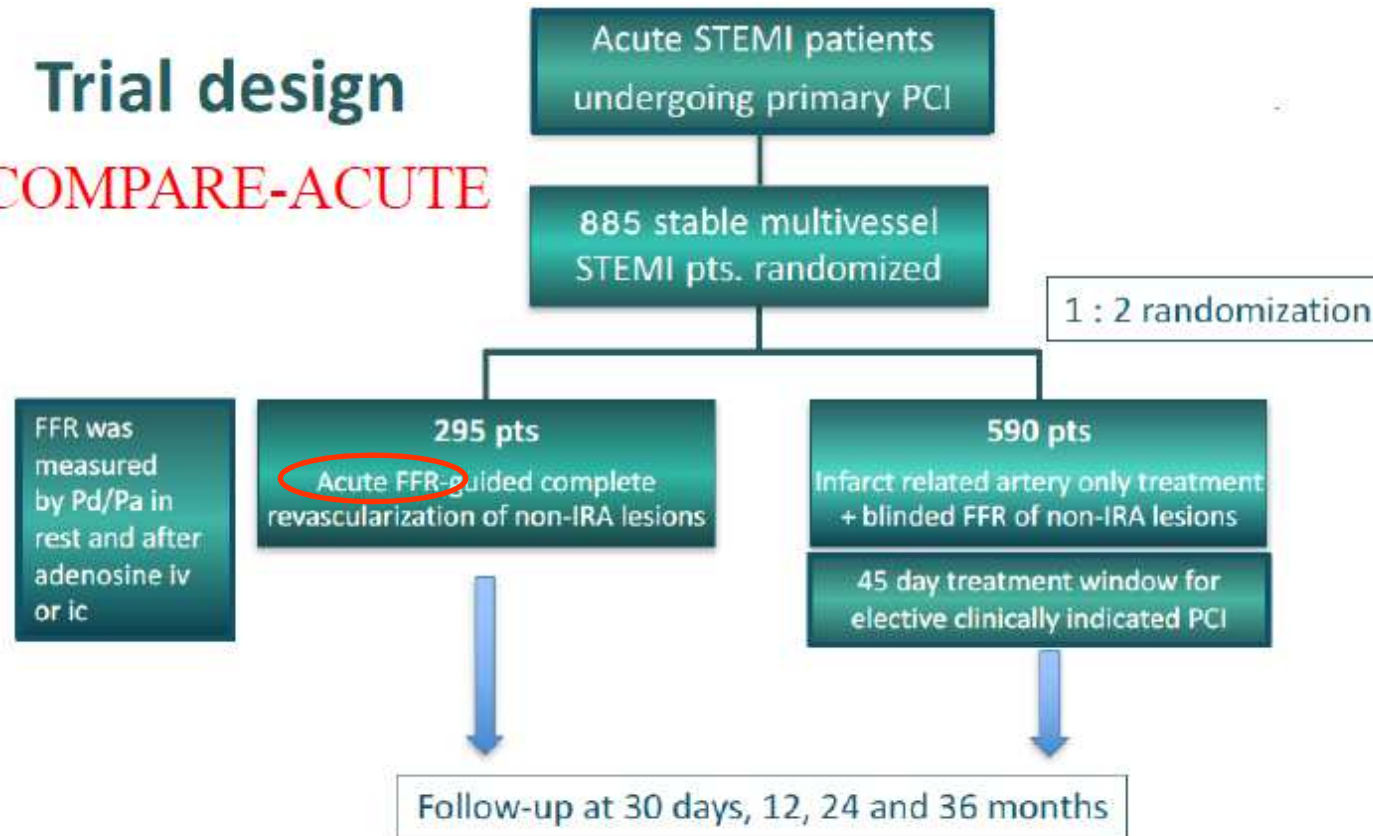 Trial design
COMPARE-ACUTE
Acute STEMI patients
undergoing primary PCI
885 stable multivessel
STEMI pts. randomized
1 : 2 randomization
FFR was
measured
by Pd/Pa in
rest and after
adenosine iv
or ic
295 pts
Acute FFR-guided complete
revascularization of non-IRA lesions
590 pts
Infarct related artery only treatment
+ blinded FFR of non-IRA lesions
45 day treatment window for
elective clinically indicated PCI
Follow-up at 30 days, 12, 24 and 36 months